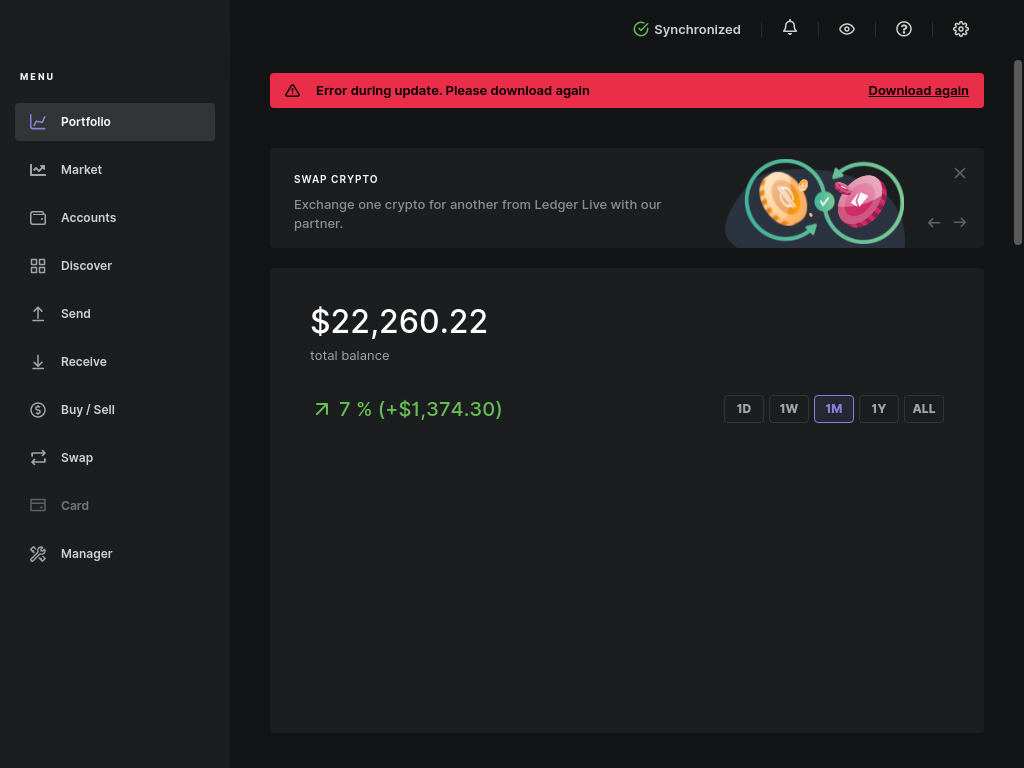 Synchronized
MENU
Error during update. Please download again
Download again
Portfolio
Market
Accounts
Discover
Send
Receive
Buy / Sell
Swap
Card
Manager
SWAP CRYPTO
Exchange one crypto for another from Ledger Live with our
partner.
$22,260.22
total balance
7 % (+$1,374.30)
1D 1W 1M 1Y ALL